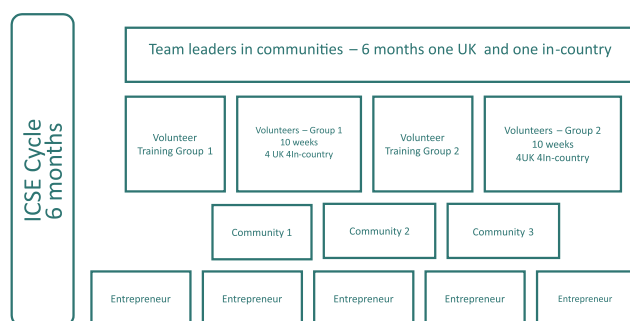 ICSE Cycle
6 months
Team leaders in communities – 6 months one UK and one in-country
Volunteer
Training Group 1
Volunteers – Group 1
10 weeks
4 UK 4In-country
Volunteer
Training Group 2
Volunteers – Group 2
10 weeks
4UK 4In-country
Community 1
Community 2
Community 3
Entrepreneur
Entrepreneur
Entrepreneur
Entrepreneur
Entrepreneur